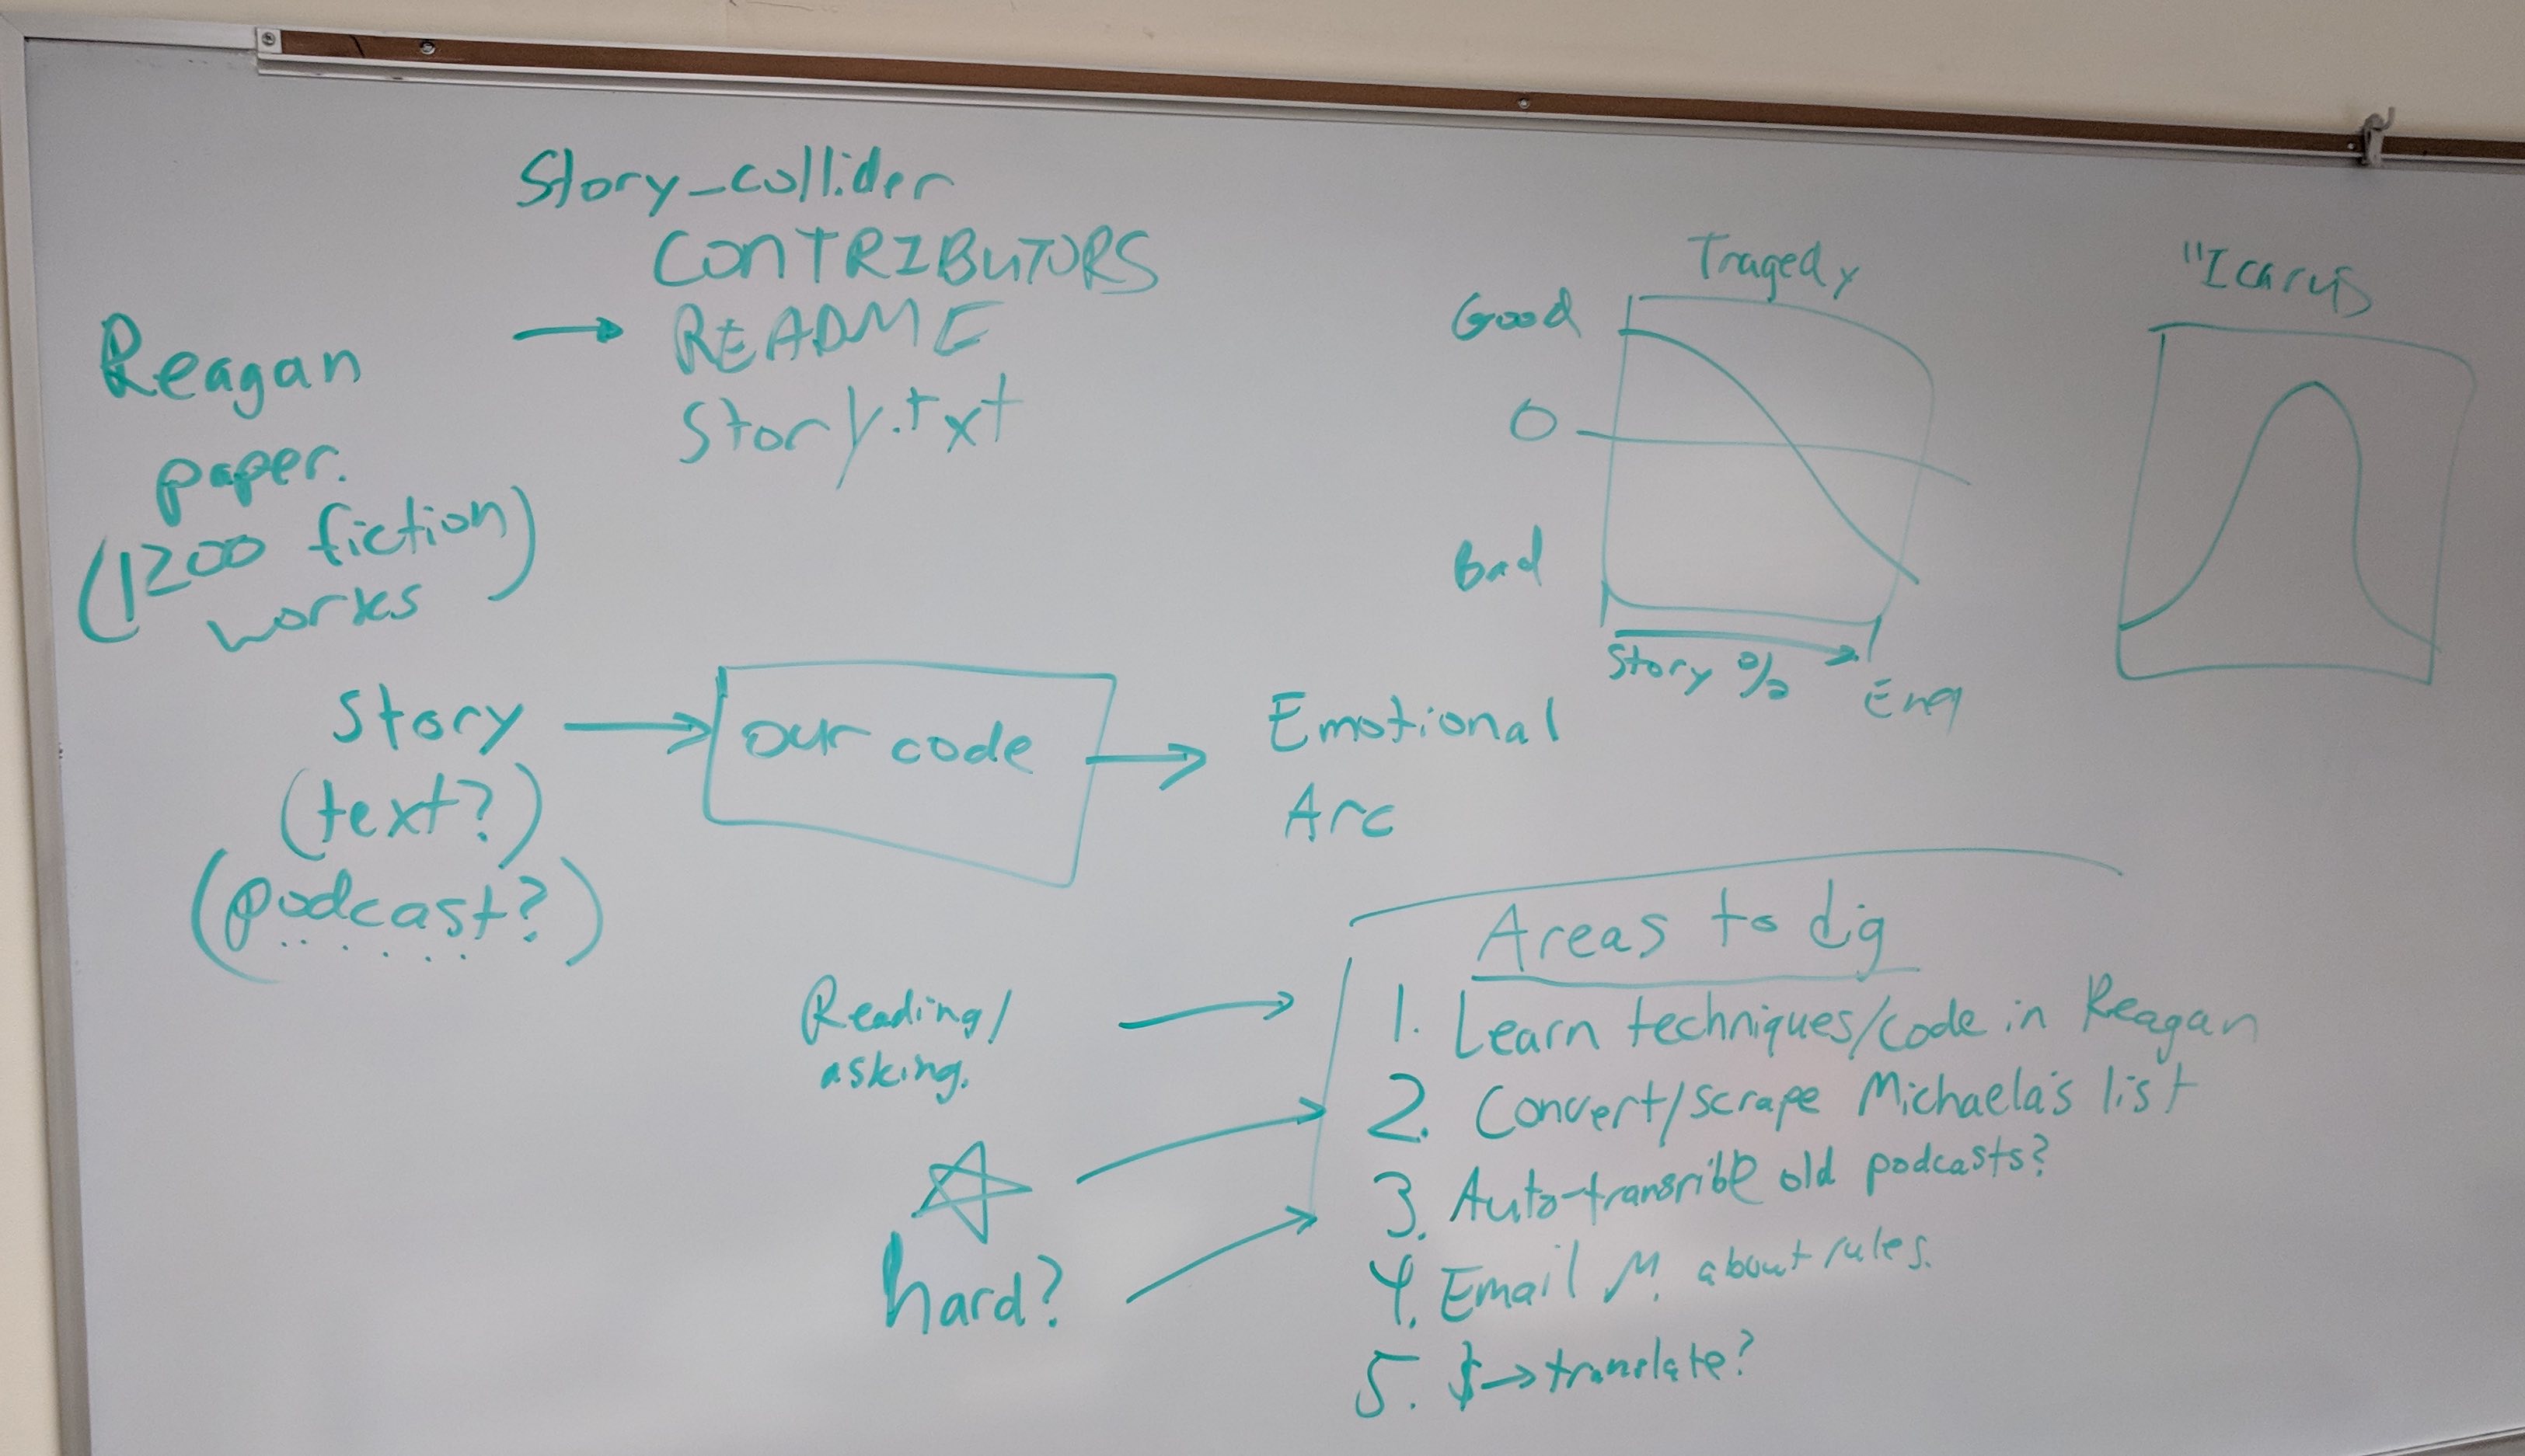 Story_collider
CONTRIBUTORS
README
Story.txt
Reagan
paper.
(1200 fiction)
works
Tragedy
Good
0
Bad
Story %
End
"Icarus
Story
(text?)
(podcast?)
our code
Emotional
Arc
Areas to dig
Reading/
asking.
hard?
1. Learn techniques/code in Reagan
2. Convert/scrape Michaela's list
3. Auto-transribe old podcasts?
4. Email M. about rules.
5. $→translate?